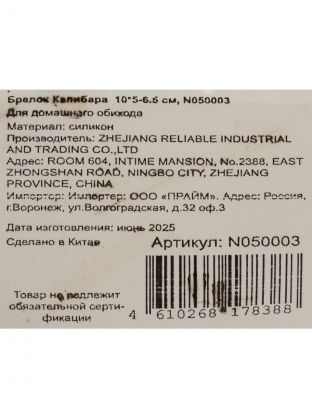 Брелок Капибара 10*5-6.5 см, N050003
Для домашнего обихода
Материал: силикон
Производитель: ZHEJIANG RELIABLE INDUSTRIAL
AND TRADING CO.,LTD
Адрес: ROOM 604, INTIME MANSION, No.2388, EAST
ZHONGSHAN ROAD, NINGBO CITY, ZHEJIANG
PROVINCE, CHINA
Импортер: Импортер: ООО «ПРАЙМ». Адрес: Россия,
г.Воронеж, ул.Волгоградская, д.32 оф.3
Дата изготовления: июнь 2025
Сделано в Китае
Артикул: N050003
Товар не подлежит
обязательной серти-
фикации
4 610268 178388